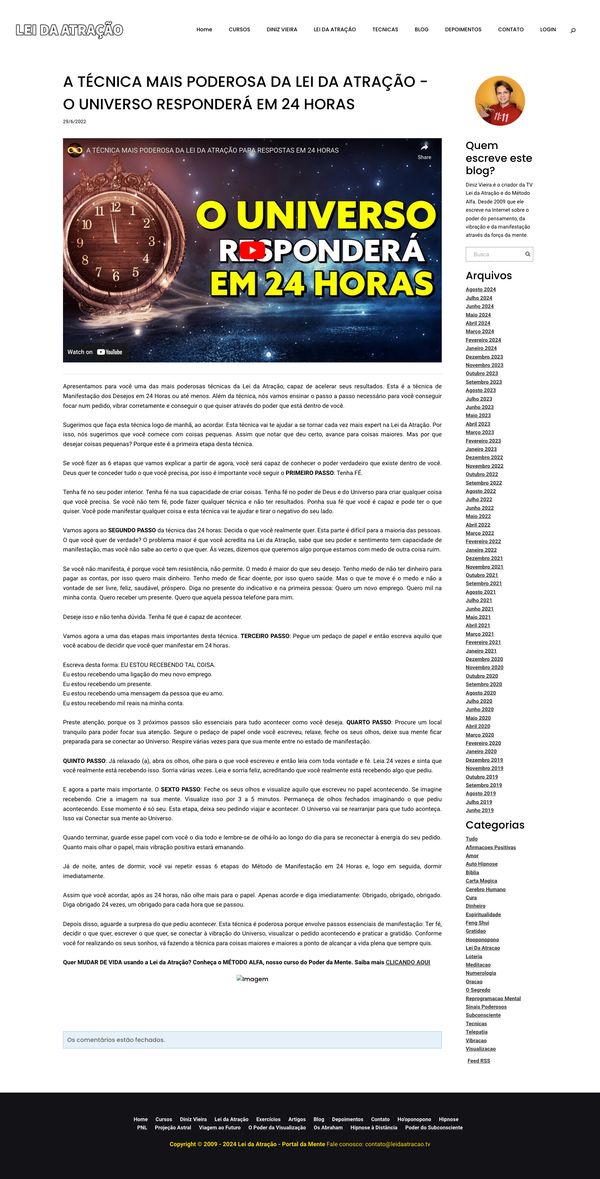 LEI DA ATRAÇÃO
Home CURSOS DINIZ VIEIRA LEI DA ATRAÇÃO TECNICAS BLOG DEPOIMENTOS CONTATO LOGIN
A TÉCNICA MAIS PODEROSA DA LEI DA ATRAÇÃO -
O UNIVERSO RESPONDERÁ EM 24 HORAS
29/6/2022
A TÉCNICA MAIS PODEROSA DA LEI DA ATRAÇÃO PARA RESPOSTAS EM 24 HORAS
Share
O UNIVERSO
RESPONDERÁ
EM 24 HORAS
Watch on YouTube
Apresentamos para você uma das mais poderosas técnicas da Lei da Atração, capaz de acelerar seus resultados. Esta é a técnica de
Manifestação dos Desejos em 24 Horas ou até menos. Além da técnica, nós vamos ensinar o passo a passo necessário para você conseguir
focar num pedido, vibrar corretamente e conseguir o que quiser através do poder que está dentro de você.
Sugerimos que faça esta técnica logo de manhã, ao acordar. Esta técnica vai te ajudar a se tornar cada vez mais expert na Lei da Atração. Por
isso, nós sugerimos que você comece com coisas pequenas. Assim que notar que deu certo, avance para coisas maiores. Mas por que
desejar coisas pequenas? Porque este é a primeira etapa desta técnica.
Se você fizer as 6 etapas que vamos explicar a partir de agora, você será capaz de conhecer o poder verdadeiro que existe dentro de você.
Deus quer te conceder tudo o que você precisa, por isso é importante você seguir o PRIMEIRO PASSO: Tenha FÉ.
Tenha fé no seu poder interior. Tenha fé na sua capacidade de criar coisas. Tenha fé no poder de Deus e do Universo para criar qualquer coisa
que você precisa. Se você não tem fé, pode fazer qualquer técnica e não ter resultados. Ponha sua fé que você é capaz e pode ter o que
quiser. Você pode manifestar qualquer coisa e esta técnica vai te ajudar e tirar o negativo do seu lado.
Vamos agora ao SEGUNDO PASSO da técnica das 24 horas: Decida o que você realmente quer. Esta parte é difícil para a maioria das pessoas.
O que você quer de verdade? O problema maior é que você acredita na Lei da Atração, sabe que seu poder e sentimento tem capacidade de
manifestação, mas você não sabe ao certo o que quer. Às vezes, dizemos que queremos algo porque estamos com medo de outra coisa ruim.
Se você não manifesta, é porque você tem resistência, não permite. O medo é maior do que seu desejo. Tenho medo de não ter dinheiro para
pagar as contas, por isso quero mais dinheiro. Tenho medo de ficar doente, por isso quero saúde. Mas o que te move é o medo e não a
vontade de ser livre, feliz, saudável, próspero. Diga no presente do indicativo e na primeira pessoa: Quero um novo emprego. Quero mil na
minha conta. Quero receber um presente. Quero que aquela pessoa telefone para mim.
Deseje isso e não tenha dúvida. Tenha fé que é capaz de acontecer.
Vamos agora a uma das etapas mais importantes desta técnica. TERCEIRO PASSO: Pegue um pedaço de papel e então escreva aquilo que
você acabou de decidir que você quer manifestar em 24 horas.
Escreva desta forma: EU ESTOU RECEBENDO TAL COISA.
Eu estou recebendo uma ligação do meu novo emprego.
Eu estou recebendo um presente.
Eu estou recebendo uma mensagem da pessoa que eu amo.
Eu estou recebendo mil reais na minha conta.
Preste atenção, porque os 3 próximos passos são essenciais para tudo acontecer como você deseja. QUARTO PASSO: Procure um local
tranquilo para poder focar sua atenção. Segure o pedaço de papel onde você escreveu, relaxe, feche os seus olhos, deixe sua mente ficar
preparada para se conectar ao Universo. Respire várias vezes para que sua mente entre no estado de manifestação.
QUINTO PASSO: Já relaxado (a), abra os olhos, olhe para o que você escreveu e então leia com toda vontade e fé. Leia 24 vezes e sinta que
você realmente está recebendo isso. Sorria várias vezes. Leia e sorria feliz, acreditando que você realmente está recebendo algo que pediu.
E agora a parte mais importante. O SEXTO PASSO: Feche os seus olhos e visualize aquilo que escreveu no papel acontecendo. Se imagine
recebendo. Crie a imagem na sua mente. Visualize isso por 3 a 5 minutos. Permaneça de olhos fechados imaginando o que pediu
acontecendo. Esse momento é só seu. Esta etapa, deixa seu pedindo viajar e acontecer. O Universo vai se rearranjar para que tudo aconteça.
Isso vai Conectar sua mente ao Universo.
Quando terminar, guarde esse papel com você o dia todo e lembre-se de olhá-lo ao longo do dia para se reconectar à energia do seu pedido.
Quanto mais olhar o papel, mais vibração positiva estará emanando.
Já de noite, antes de dormir, você vai repetir essas 6 etapas do Método de Manifestação em 24 Horas e, logo em seguida, dormir
imediatamente.
Assim que você acordar, após as 24 horas, não olhe mais para o papel. Apenas acorde e diga imediatamente: Obrigado, obrigado, obrigado.
Diga obrigado 24 vezes, um obrigado para cada hora que se passou.
Depois disso, aguarde a surpresa do que pediu acontecer. Esta técnica é poderosa porque envolve passos essenciais de manifestação: Ter fé,
decidir o que quer, escrever o que quer, se conectar à vibração do Universo, visualizar o pedido acontecendo e praticar a gratidão. Conforme
você for realizando os seus sonhos, vá fazendo a técnica para coisas maiores e maiores a ponto de alcançar a vida plena que sempre quis.
Quer MUDAR DE VIDA usando a Lei da Atração? Conheça o MÉTODO ALFA, nosso curso do Poder da Mente. Saiba mais CLICANDO AQUI
Imagem
Os comentários estão fechados.
11:11
Quem
escreve este
blog?
Diniz Vieira é o criador da TV
Lei da Atração e do Método
Alfa. Desde 2009 que ele
escreve na Internet sobre o
poder do pensamento, da
vibração e da manifestação
através da força da mente.
Busca
Arquivos
Agosto 2024
Julho 2024
Junho 2024
Maio 2024
Abril 2024
Março 2024
Fevereiro 2024
Janeiro 2024
Dezembro 2023
Novembro 2023
Outubro 2023
Setembro 2023
Agosto 2023
Julho 2023
Junho 2023
Maio 2023
Abril 2023
Março 2023
Fevereiro 2023
Janeiro 2023
Dezembro 2022
Novembro 2022
Outubro 2022
Setembro 2022
Agosto 2022
Julho 2022
Junho 2022
Maio 2022
Abril 2022
Março 2022
Fevereiro 2022
Janeiro 2022
Dezembro 2021
Novembro 2021
Outubro 2021
Setembro 2021
Agosto 2021
Julho 2021
Junho 2021
Maio 2021
Abril 2021
Março 2021
Fevereiro 2021
Janeiro 2021
Dezembro 2020
Novembro 2020
Outubro 2020
Setembro 2020
Agosto 2020
Julho 2020
Junho 2020
Maio 2020
Abril 2020
Março 2020
Fevereiro 2020
Janeiro 2020
Dezembro 2019
Novembro 2019
Outubro 2019
Setembro 2019
Agosto 2019
Julho 2019
Junho 2019
Categorias
Tudo
Afirmacoes Positivas
Amor
Auto Hipnose
Bíblia
Carta Magica
Cerebro Humano
Cura
Dinheiro
Espiritualidade
Feng Shui
Gratidao
Hooponopono
Lei Da Atracao
Loteria
Meditacao
Numerologia
Oracao
O Segredo
Reprogramacao Mental
Sinais Poderosos
Subconsciente
Tecnicas
Telepatia
Vibracao
Visualizacao
Feed RSS
Home Cursos Diniz Vieira Lei da Atração Exercícios Artigos Blog Depoimentos Contato Ho'oponopono Hipnose
PNL Projeção Astral Viagem ao Futuro O Poder da Visualização Os Abraham Hipnose à Distância Poder do Subconsciente
Copyright © 2009 - 2024 Lei da Atração - Portal da Mente Fale conosco: contato@leidaatracao.tv